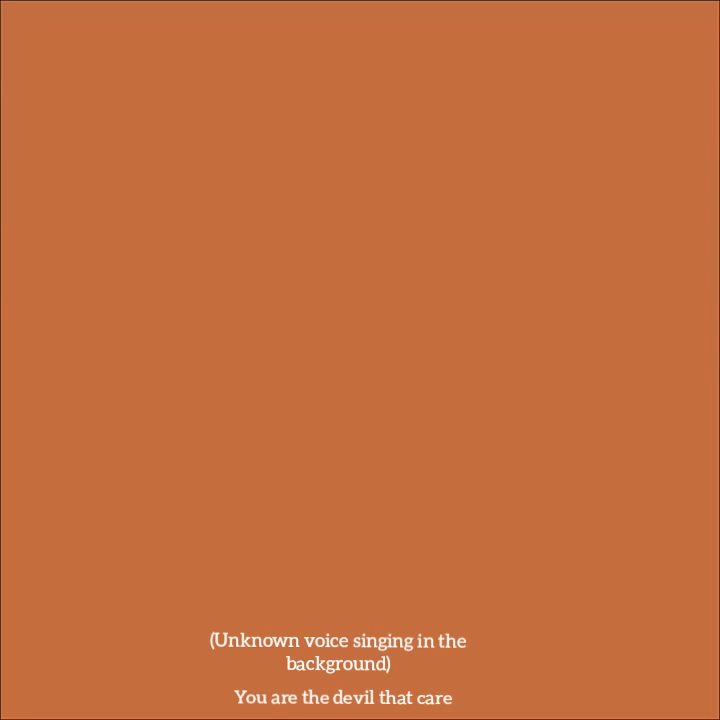 (Unknown voice singing in the
background)
You are the devil that care